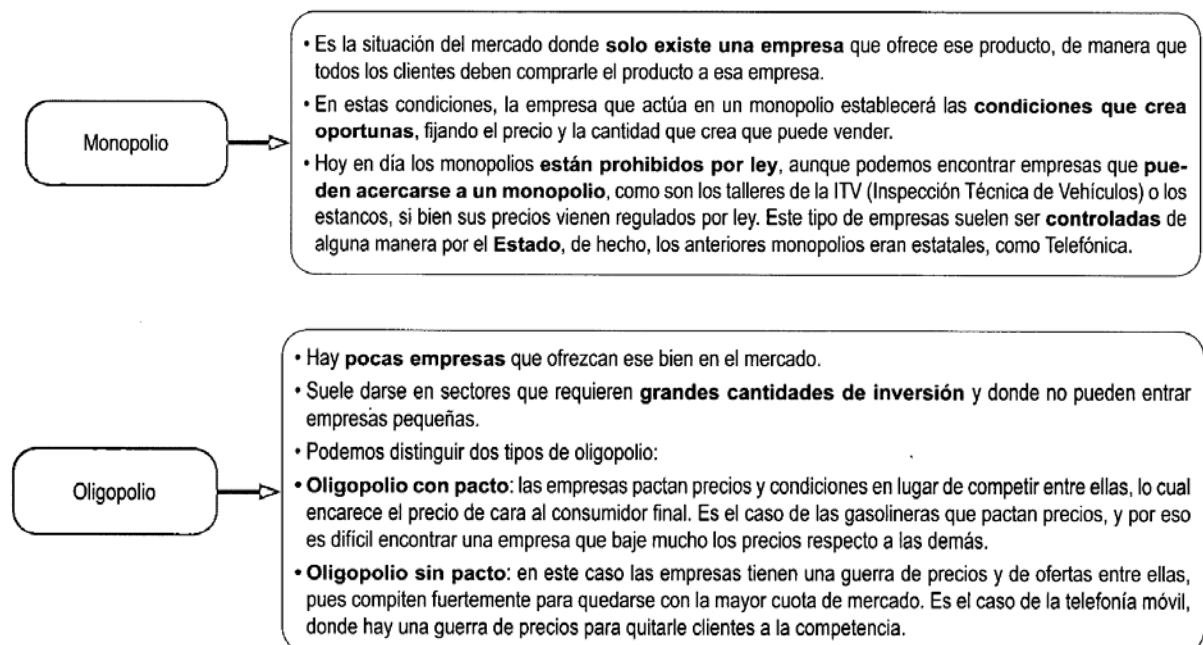 • Es la situación del mercado donde solo existe una empresa que ofrece ese producto, de manera que
todos los clientes deben comprarle el producto a esa empresa.
• En estas condiciones, la empresa que actúa en un monopolio establecerá las condiciones que crea
oportunas, fijando el precio y la cantidad que crea que puede vender.
Monopolio
• Hoy en día los monopolios están prohibidos por ley, aunque podemos encontrar empresas que pue-
den acercarse a un monopolio, como son los talleres de la ITV (Inspección Técnica de Vehículos) o los
estancos, si bien sus precios vienen regulados por ley. Este tipo de empresas suelen ser controladas de
alguna manera por el Estado, de hecho, los anteriores monopolios eran estatales, como Telefónica.
• Hay pocas empresas que ofrezcan ese bien en el mercado.
• Suele darse en sectores que requieren grandes cantidades de inversión y donde no pueden entrar
empresas pequeñas.
• Podemos distinguir dos tipos de oligopolio:
Oligopolio
• Oligopolio con pacto: las empresas pactan precios y condiciones en lugar de competir entre ellas, lo cual
encarece el precio de cara al consumidor final. Es el caso de las gasolineras que pactan precios, y por eso
es difícil encontrar una empresa que baje mucho los precios respecto a las demás.
• Oligopolio sin pacto: en este caso las empresas tienen una guerra de precios y de ofertas entre ellas,
pues compiten fuertemente para quedarse con la mayor cuota de mercado. Es el caso de la telefonía móvil,
donde hay una guerra de precios para quitarle clientes a la competencia.